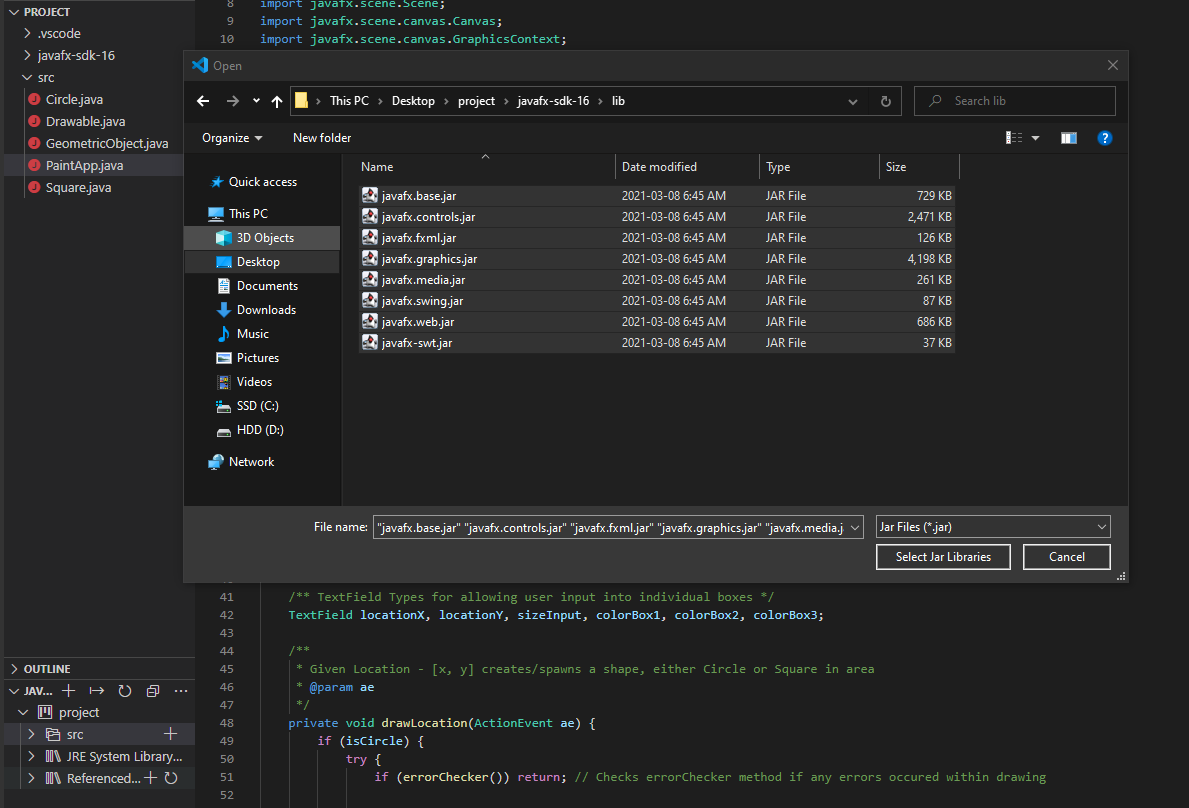 PROJECT
.vscode
javafx-sdk-16
src
Circle.java
Drawable.java
GeometricObject.java
PaintApp.java
Square.java
8 import javafx.scene.Scene;
9 import javafx.scene.canvas.Canvas;
10 import javafx.scene.canvas.GraphicsContext;
Open
This PC Desktop project javafx-sdk-16 lib
Search lib
Organize New folder
Quick access
This PC
3D Objects
Desktop
Documents
Downloads
Music
Pictures
Videos
SSD (C:)
HDD (D:)
Network
Name Date modified Type Size
javafx.base.jar 2021-03-08 6:45 AM JAR File 729 KB
javafx.controls.jar 2021-03-08 6:45 AM JAR File 2,471 KB
javafx.fxml.jar 2021-03-08 6:45 AM JAR File 126 KB
javafx.graphics.jar 2021-03-08 6:45 AM JAR File 4,198 KB
javafx.media.jar 2021-03-08 6:45 AM JAR File 261 KB
javafx.swing.jar 2021-03-08 6:45 AM JAR File 87 KB
javafx.web.jar 2021-03-08 6:45 AM JAR File 686 KB
javafx-swt.jar 2021-03-08 6:45 AM JAR File 37 KB
File name: "javafx.base.jar" "javafx.controls.jar" "javafx.fxml.jar" "javafx.graphics.jar" "javafx.media.j
Jar Files (*.jar)
Select Jar Libraries Cancel
41 /** TextField Types for allowing user input into individual boxes */
42 TextField locationX, locationY, sizeInput, colorBox1, colorBox2, colorBox3;
43
44 /**
45 * Given Location - [x, y] creates/spawns a shape, either Circle or Square in area
46 * @param ae
47 */
48 private void drawLocation(ActionEvent ae) {
49 if (isCircle) {
50 try {
51 if (errorChecker()) return; // Checks errorChecker method if any errors occured within drawing
52
OUTLINE
JAV...
project
src
JRE System Library...
Referenced...